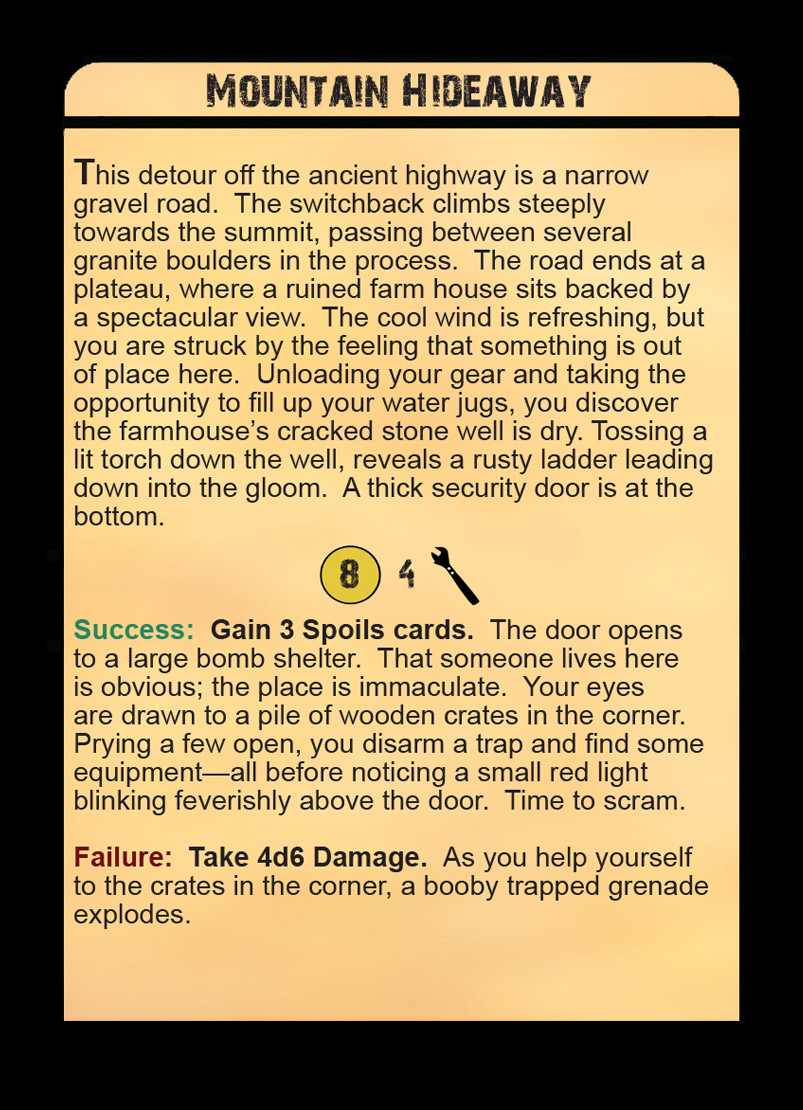 Mountain Hideaway
This detour off the ancient highway is a narrow
gravel road.  The switchback climbs steeply
towards the summit, passing between several
granite boulders in the process.  The road ends at a
plateau, where a ruined farm house sits backed by
a spectacular view.  The cool wind is refreshing, but
you are struck by the feeling that something is out
of place here.  Unloading your gear and taking the
opportunity to fill up your water jugs, you discover
the farmhouse’s cracked stone well is dry. Tossing a
lit torch down the well, reveals a rusty ladder leading
down into the gloom.  A thick security door is at the
bottom.
8 4
Success:  Gain 3 Spoils cards.  The door opens
to a large bomb shelter.  That someone lives here
is obvious; the place is immaculate.  Your eyes
are drawn to a pile of wooden crates in the corner.
Prying a few open, you disarm a trap and find some
equipment—all before noticing a small red light
blinking feverishly above the door.  Time to scram.
Failure:  Take 4d6 Damage.  As you help yourself
to the crates in the corner, a booby trapped grenade
explodes.